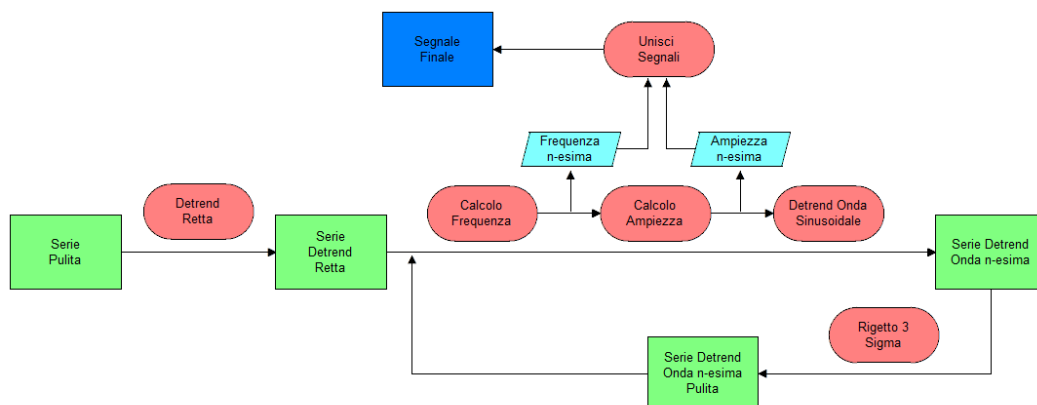 Segnale
Finale
Unisci
Segnali
Frequenza
n-esima
Ampiezza
n-esima
Detrend
Retta
Calcolo
Frequenza
Calcolo
Ampiezza
Detrend Onda
Sinusoidale
Serie
Pulita
Serie
Detrend
Retta
Serie Detrend
Onda n-esima
Rigetto 3
Sigma
Serie Detrend
Onda n-esima
Pulita